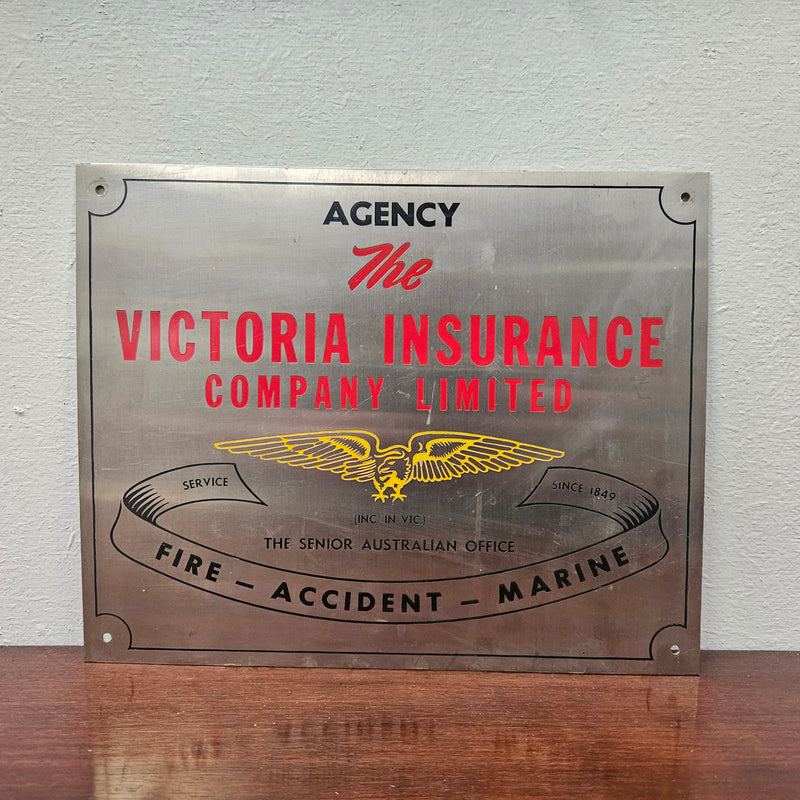 AGENCY
The
VICTORIA INSURANCE
COMPANY LIMITED
SERVICE
SINCE 1849
(INC. IN VIC.)
THE SENIOR AUSTRALIAN OFFICE
FIRE – ACCIDENT – MARINE